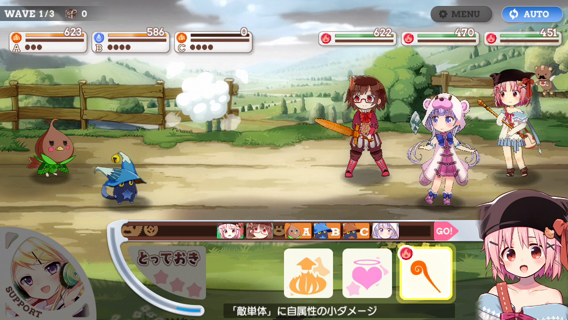 WAVE 1/3 0
MENU
AUTO
623
586
0
622
470
451
A
B
C
A B C GO!
とっておき
SUPPORT
「敵単体」に自属性の小ダメージ